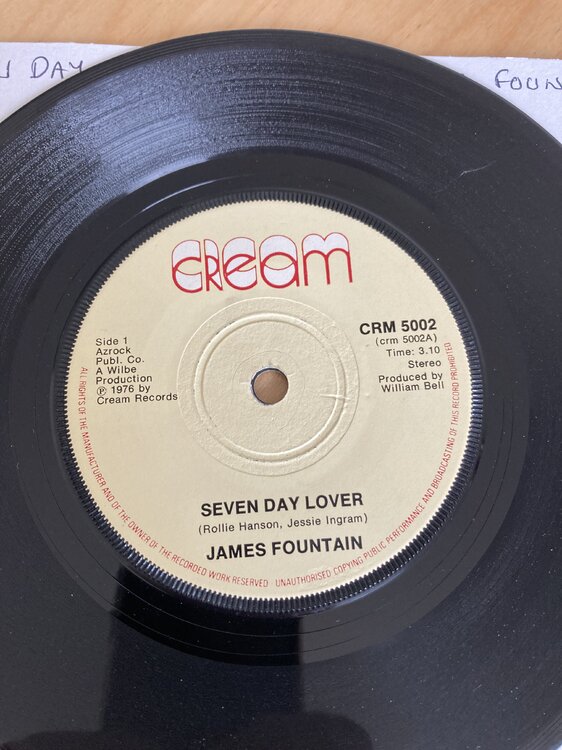 DAY
FOUN
CREAM
Side 1
Azrock
Publ. Co.
A Wilbe
Production
℗ 1976 by
Cream Records
CRM 5002
(crm 5002A)
Time: 3.10
Stereo
Produced by
William Bell
SEVEN DAY LOVER
(Rollie Hanson, Jessie Ingram)
JAMES FOUNTAIN
ALL RIGHTS OF THE MANUFACTURER AND OF THE OWNER OF THE RECORDED WORK RESERVED · UNAUTHORISED COPYING PUBLIC PERFORMANCE AND BROADCASTING OF THIS RECORD PROHIBITED